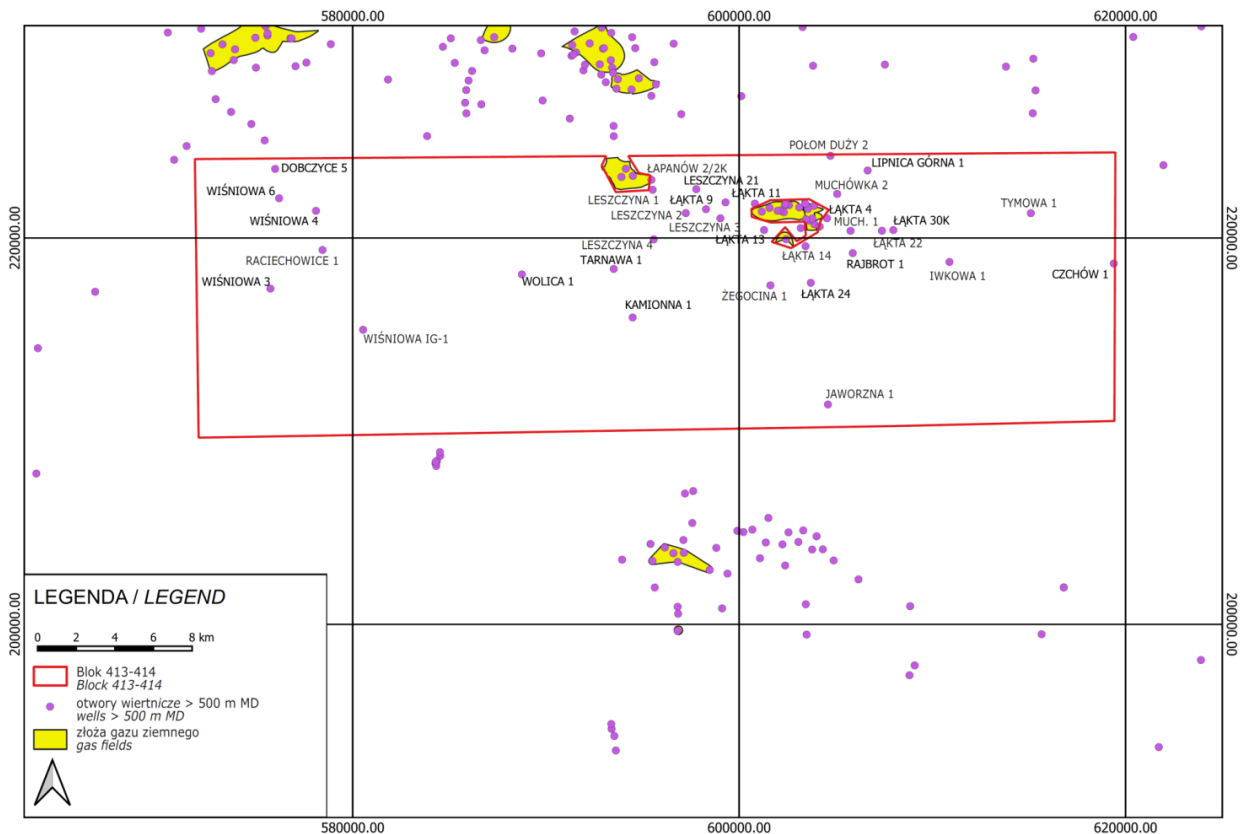 580000.00
600000.00
620000.00
POŁOM DUŻY 2
LIPNICA GÓRNA 1
DOBCZYCE 5
ŁAPANÓW 2/2K
LESZCZYNA 21
MUCHÓWKA 2
WIŚNIOWA 6
LESZCZYNA 1
ŁĄKTA 9
ŁĄKTA 11
TYMOWA 1
WIŚNIOWA 4
LESZCZYNA 2
ŁĄKTA 4
LESZCZYNA 3
MUCH. 1
ŁĄKTA 30K
220000.00
220000.00
RACIECHOWICE 1
LESZCZYNA 4
ŁĄKTA 13
ŁĄKTA 22
TARNAWA 1
ŁĄKTA 14
RAJBROT 1
IWKOWA 1
CZCHÓW 1
WIŚNIOWA 3
WOLICA 1
ŻEGOCINA 1
ŁĄKTA 24
KAMIONNA 1
WIŚNIOWA IG-1
JAWORZNA 1
LEGENDA / LEGEND
0 2 4 6 8 km
Blok 413-414
Block 413-414
otwory wiertnicze > 500 m MD
wells > 500 m MD
złoża gazu ziemnego
gas fields
200000.00
200000.00
580000.00
600000.00
620000.00